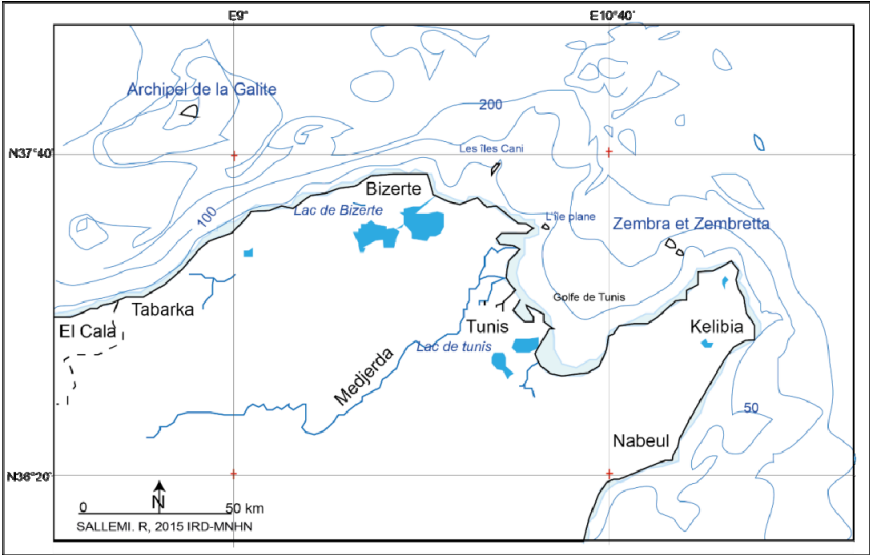 E9°
E10°40'
Archipel de la Galite
200
N37°40'
Les îles Cani
Bizerte
Lac de Bizërte
100
L'île plane
Zembra et Zembretta
Golfe de Tunis
Tabarka
El Cala
Tunis
Kelibia
Lac de tunis
Medjerda
50
Nabeul
N36°20'
N
0
50 km
SALLEMI. R, 2015 IRD-MNHN